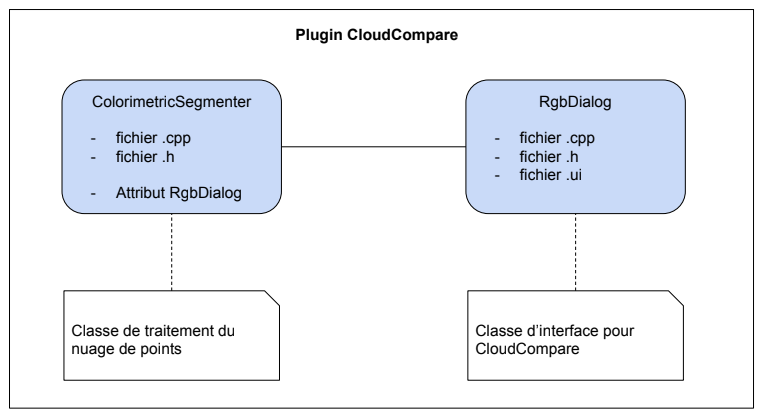 Plugin CloudCompare
ColorimetricSegmenter
- fichier .cpp
- fichier .h
- Attribut RgbDialog
RgbDialog
- fichier .cpp
- fichier .h
- fichier .ui
Classe de traitement du
nuage de points
Classe d'interface pour
CloudCompare